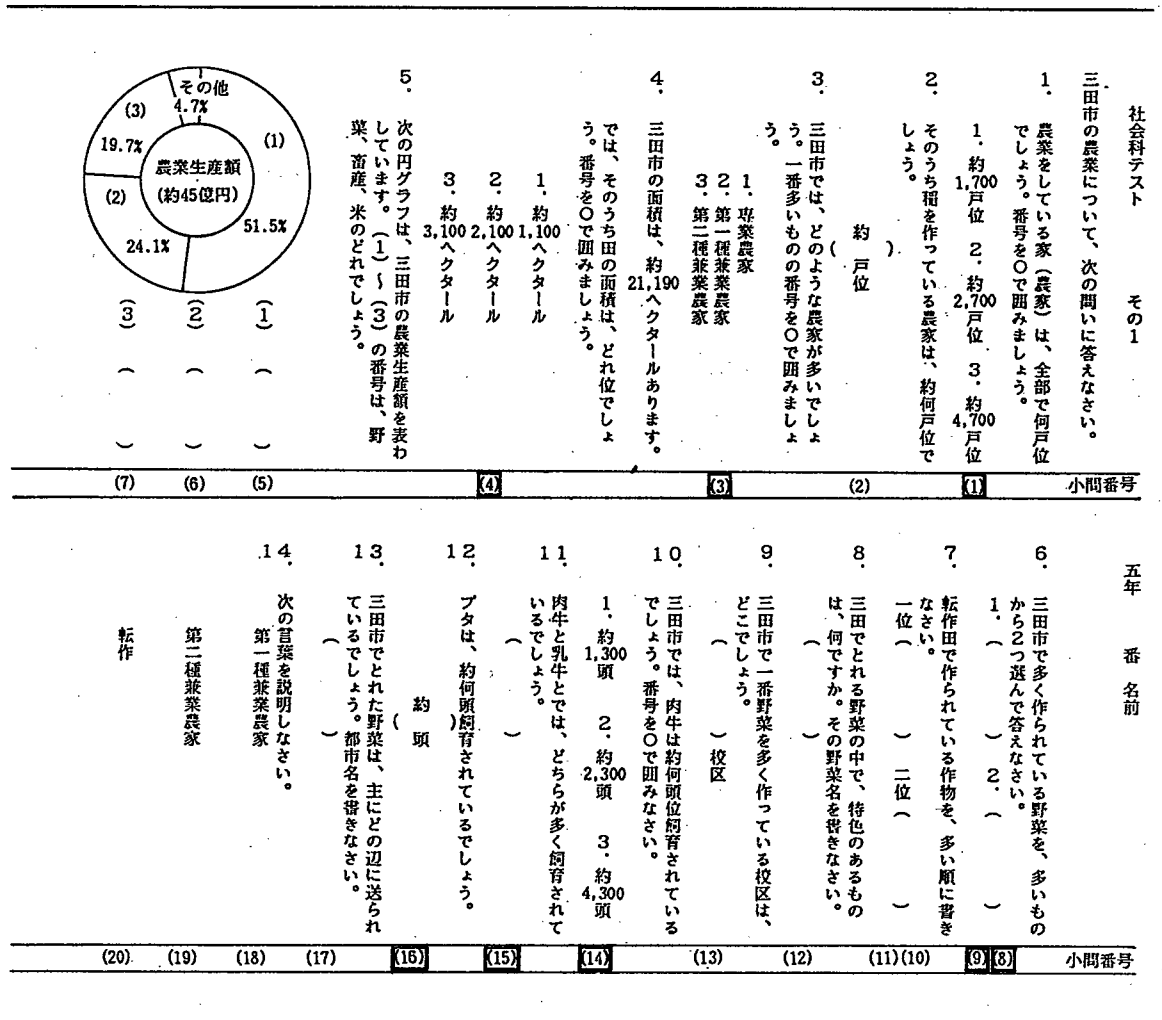 社会科テスト　その1
三田市の農業について、次の問いに答えなさい。
1．農業をしている家（農家）は、全部で何戸位
でしょう。番号を○で囲みましょう。
1．約1,700戸位　2．約2,700戸位　3．約4,700戸位
2．そのうち稲を作っている農家は、約何戸位で
しょう。
約（　　）戸位
3．三田市では、どのような農家が多いでしょ
う。一番多いものの番号を○で囲みましょ
う。
1．専業農家
2．第一種兼業農家
3．第二種兼業農家
4．三田市の面積は、約21,190ヘクタールあります。
では、そのうち田の面積は、どれ位でしょ
う。番号を○で囲みましょう。
1．約1,100ヘクタール
2．約2,100ヘクタール
3．約3,100ヘクタール
5．次の円グラフは、三田市の農業生産額を表わ
しています。(1)～(3)の番号は、野
菜、畜産、米のどれでしょう。
農業生産額
(約45億円)
(1)
51.5%
(2)
24.1%
(3)
19.7%
その他
4.7%
(1)（　　）
(2)（　　）
(3)（　　）
小問番号
(1)
(2)
(3)
(4)
(5)
(6)
(7)
五年　番　名前
6．三田市で多く作られている野菜を、多いもの
から2つ選んで答えなさい。
1．（　　）　2．（　　）
7．転作田で作られている作物を、多い順に書き
なさい。
一位（　　）　二位（　　）
8．三田でとれる野菜の中で、特色のあるもの
は、何ですか。その野菜名を書きなさい。
（　　）
9．三田市で一番野菜を多く作っている校区は、
どこでしょう。
（　　）校区
10．三田市では、肉牛は約何頭位飼育されている
でしょう。番号を○で囲みなさい。
1．約1,300頭　2．約2,300頭　3．約4,300頭
11．肉牛と乳牛とでは、どちらが多く飼育されて
いるでしょう。
（　　）
12．ブタは、約何頭飼育されているでしょう。
約（　　）頭
13．三田市でとれた野菜は、主にどの辺に送られ
ているでしょう。都市名を書きなさい。
（　　）
14．次の言葉を説明しなさい。
第一種兼業農家
第二種兼業農家
転作
小問番号
(8)
(9)
(10)
(11)
(12)
(13)
(14)
(15)
(16)
(17)
(18)
(19)
(20)